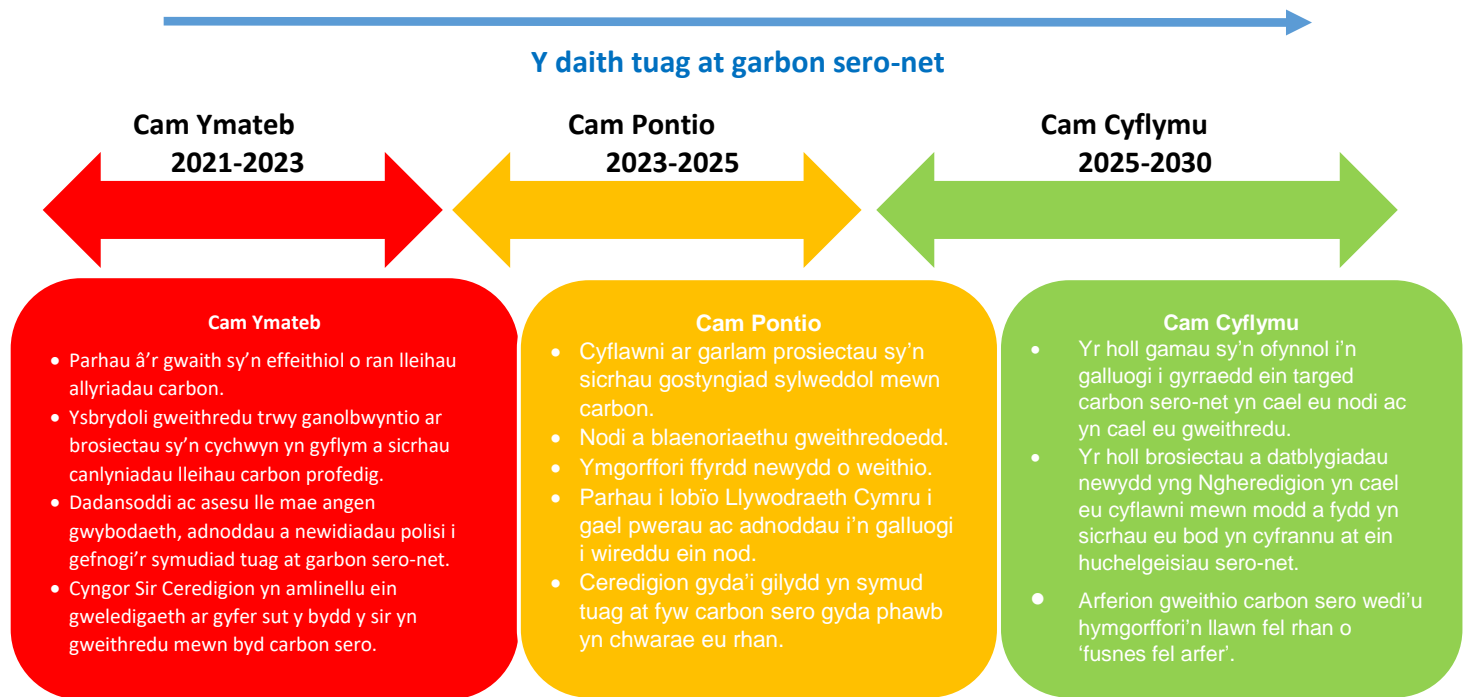 Y daith tuag at garbon sero-net
Cam Ymateb
2021-2023
Cam Pontio
2023-2025
Cam Cyflymu
2025-2030
Cam Ymateb
• Parhau â'r gwaith sy'n effeithiol o ran lleihau
allyriadau carbon.
• Ysbrydoli gweithredu trwy ganolbwyntio ar
brosiectau sy'n cychwyn yn gyflym a sicrhau
canlyniadau lleihau carbon profedig.
• Dadansoddi ac asesu lle mae angen
gwybodaeth, adnoddau a newidiadau polisi i
gefnogi'r symudiad tuag at garbon sero-net.
• Cyngor Sir Ceredigion yn amlinellu ein
gweledigaeth ar gyfer sut y bydd y sir yn
gweithredu mewn byd carbon sero.
Cam Pontio
• Cyflawni ar garlam prosiectau sy'n
sicrhau gostyngiad sylweddol mewn
carbon.
• Nodi a blaenoriaethu gweithredoedd.
• Ymgorffori ffyrdd newydd o weithio.
• Parhau i lobïo Llywodraeth Cymru i
gael pwerau ac adnoddau i'n galluogi
i wireddu ein nod.
• Ceredigion gyda'i gilydd yn symud
tuag at fyw carbon sero gyda phawb
yn chwarae eu rhan.
Cam Cyflymu
• Yr holl gamau sy'n ofynnol i'n
galluogi i gyrraedd ein targed
carbon sero-net yn cael eu nodi ac
yn cael eu gweithredu.
• Yr holl brosiectau a datblygiadau
newydd yng Ngheredigion yn cael
eu cyflawni mewn modd a fydd yn
sicrhau eu bod yn cyfrannu at ein
huchelgeisiau sero-net.
• Arferion gweithio carbon sero wedi'u
hymgorffori'n llawn fel rhan o
'fusnes fel arfer'.